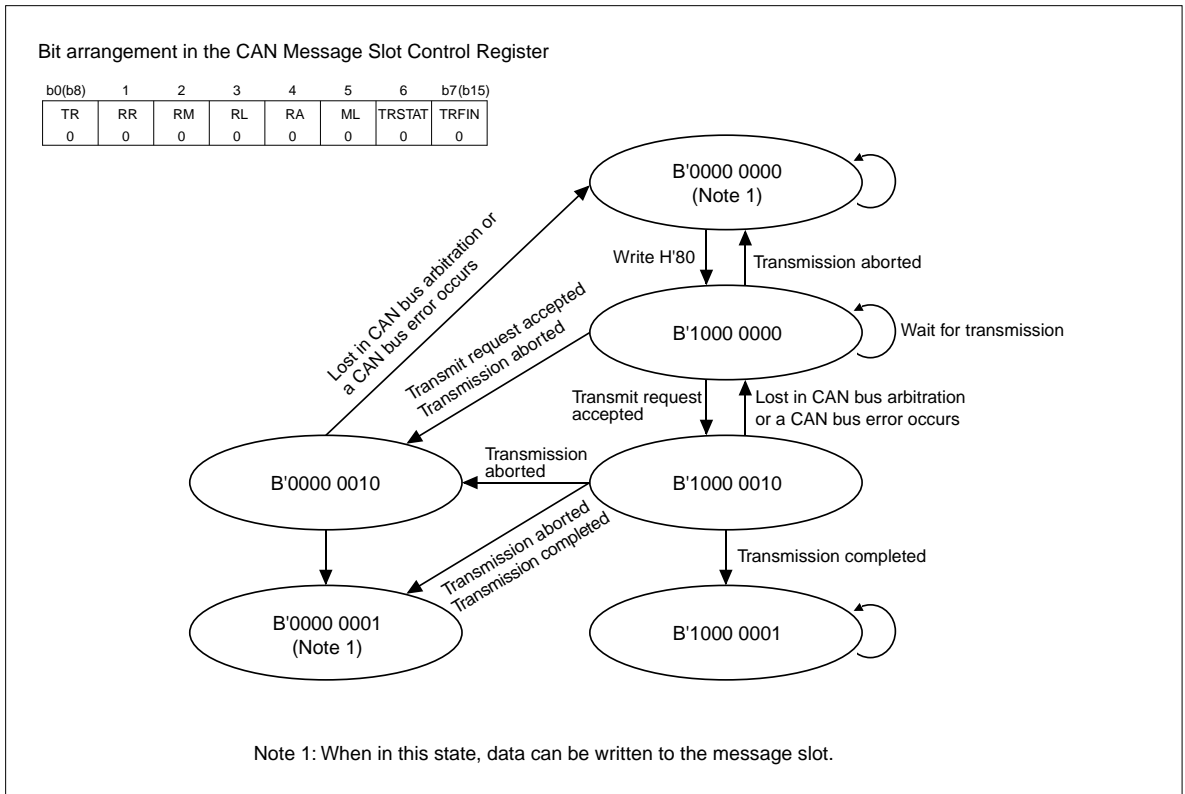 Bit arrangement in the CAN Message Slot Control Register
b0(b8) 1 2 3 4 5 6 b7(b15)
TR RR RM RL RA ML TRSTAT TRFIN
0 0 0 0 0 0 0 0
B'0000 0000
(Note 1)
Write H'80
Transmission aborted
Lost in CAN bus arbitration or
a CAN bus error occurs
Transmit request accepted
Transmission aborted
B'1000 0000
Wait for transmission
Transmit request
accepted
Lost in CAN bus arbitration
or a CAN bus error occurs
B'0000 0010
Transmission
aborted
B'1000 0010
Transmission aborted
Transmission completed
Transmission completed
B'0000 0001
(Note 1)
B'1000 0001
Note 1: When in this state, data can be written to the message slot.